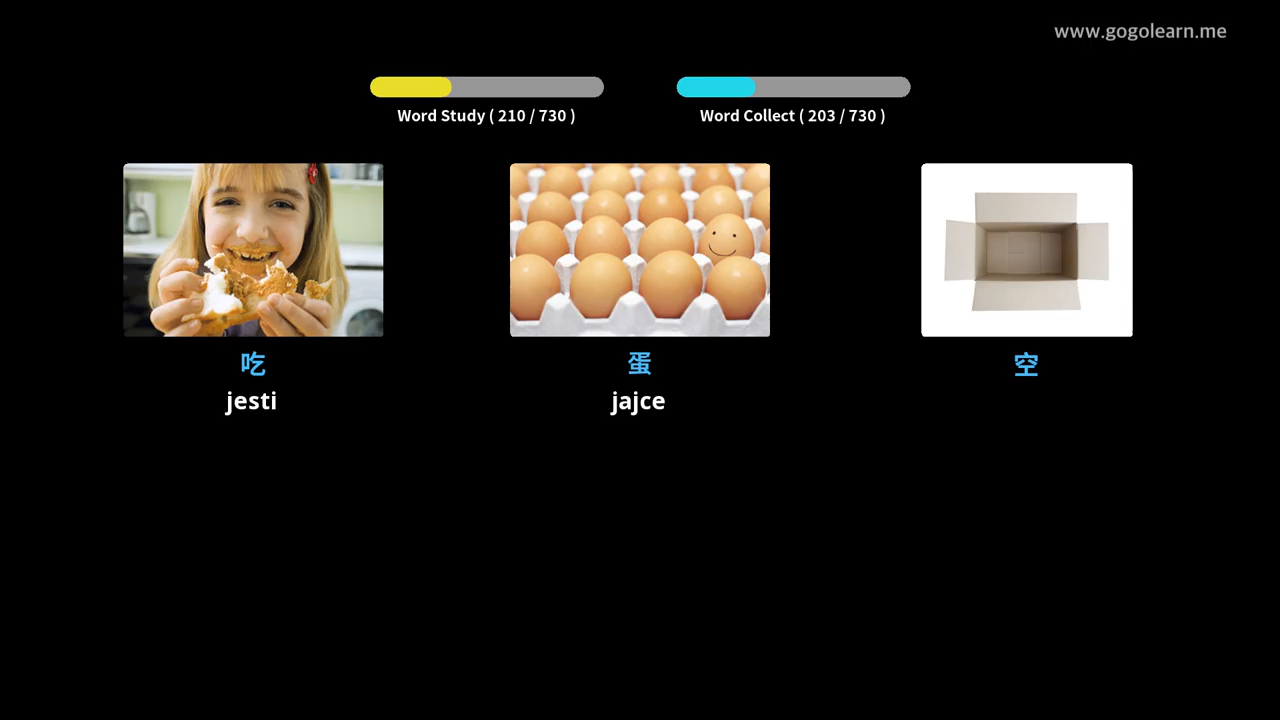 www.gogolearn.me
Word Study ( 210 / 730 )
Word Collect ( 203 / 730 )
吃
jesti
蛋
jajce
空